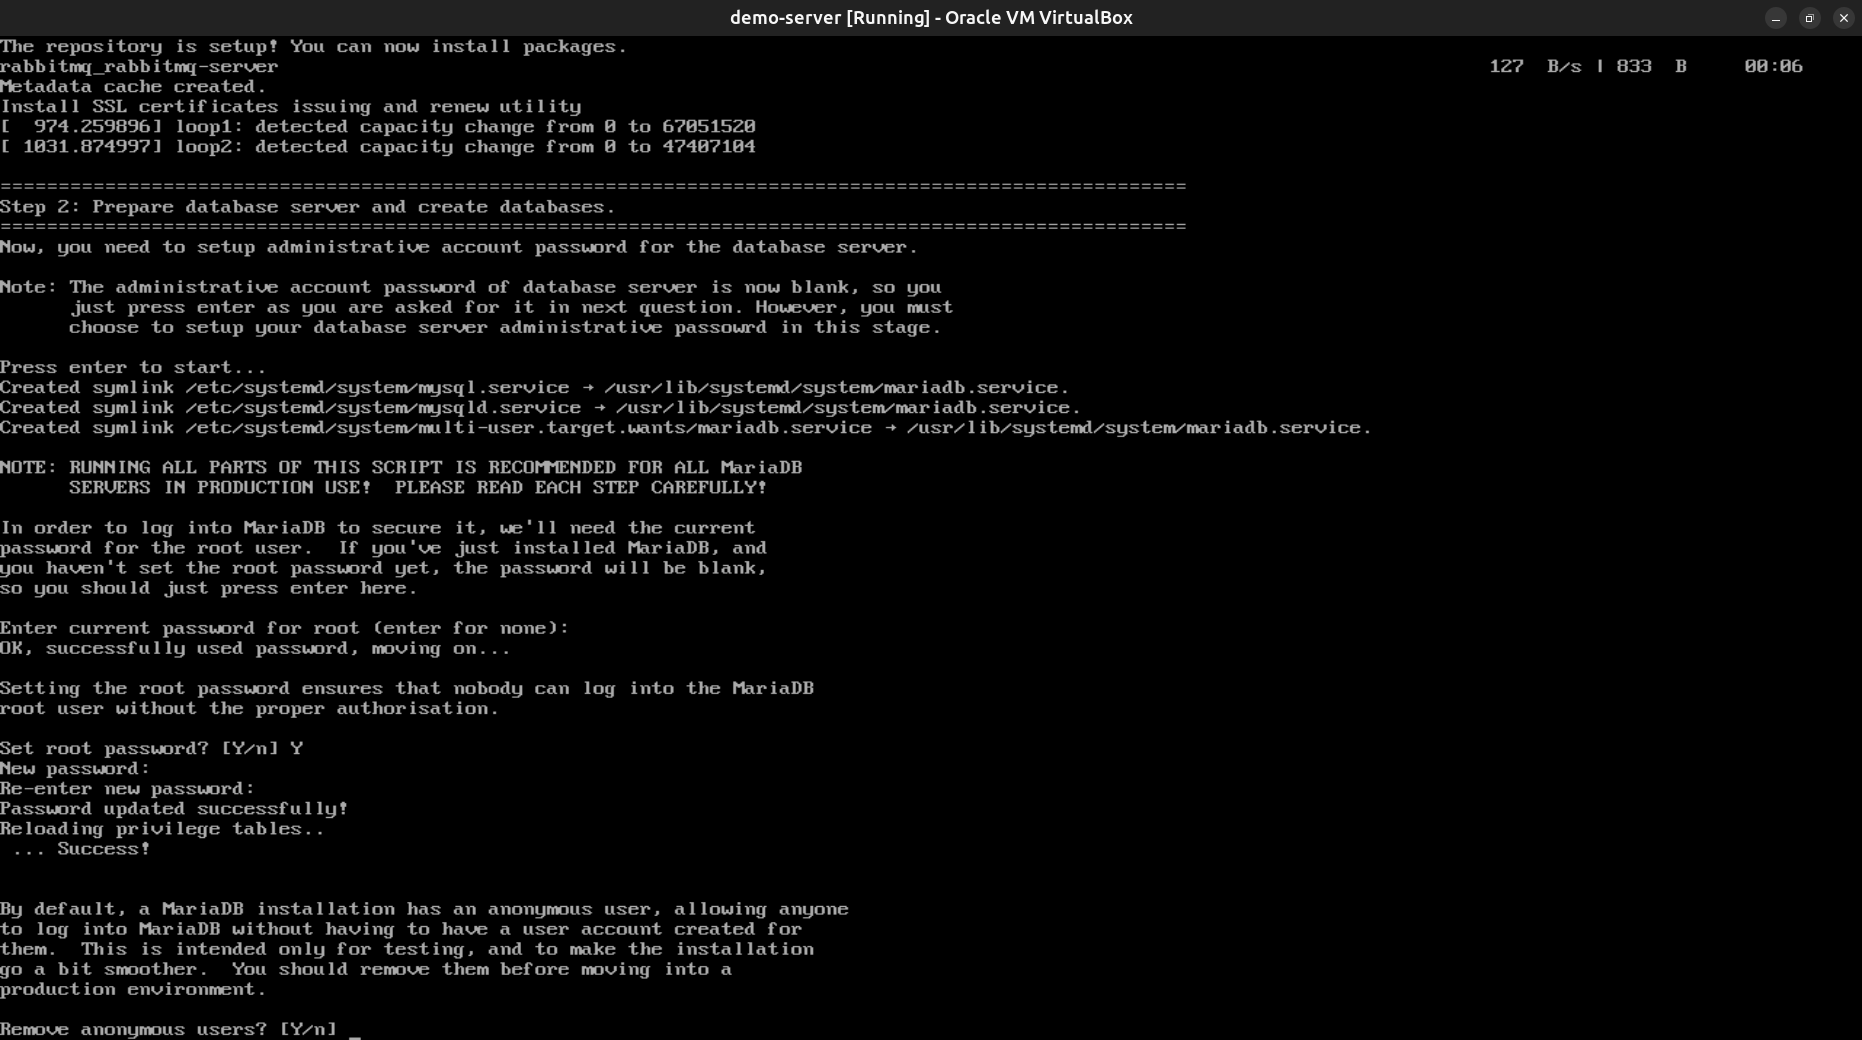 demo-server [Running] - Oracle VM VirtualBox
The repository is setup! You can now install packages.
rabbitmq_rabbitmq-server 127 B/s | 833 B 00:06
Metadata cache created.
Install SSL certificates issuing and renew utility
[  974.259896] loop1: detected capacity change from 0 to 67051520
[ 1031.874997] loop2: detected capacity change from 0 to 47407104
======================================================================================================
Step 2: Prepare database server and create databases.
======================================================================================================
Now, you need to setup administrative account password for the database server.
Note: The administrative account password of database server is now blank, so you
just press enter as you are asked for it in next question. However, you must
choose to setup your database server administrative passowrd in this stage.
Press enter to start...
Created symlink /etc/systemd/system/mysql.service → /usr/lib/systemd/system/mariadb.service.
Created symlink /etc/systemd/system/mysqld.service → /usr/lib/systemd/system/mariadb.service.
Created symlink /etc/systemd/system/multi-user.target.wants/mariadb.service → /usr/lib/systemd/system/mariadb.service.
NOTE: RUNNING ALL PARTS OF THIS SCRIPT IS RECOMMENDED FOR ALL MariaDB
SERVERS IN PRODUCTION USE!  PLEASE READ EACH STEP CAREFULLY!
In order to log into MariaDB to secure it, we'll need the current
password for the root user.  If you've just installed MariaDB, and
you haven't set the root password yet, the password will be blank,
so you should just press enter here.
Enter current password for root (enter for none):
OK, successfully used password, moving on...
Setting the root password ensures that nobody can log into the MariaDB
root user without the proper authorisation.
Set root password? [Y/n] Y
New password:
Re-enter new password:
Password updated successfully!
Reloading privilege tables..
... Success!
By default, a MariaDB installation has an anonymous user, allowing anyone
to log into MariaDB without having to have a user account created for
them.  This is intended only for testing, and to make the installation
go a bit smoother.  You should remove them before moving into a
production environment.
Remove anonymous users? [Y/n] _